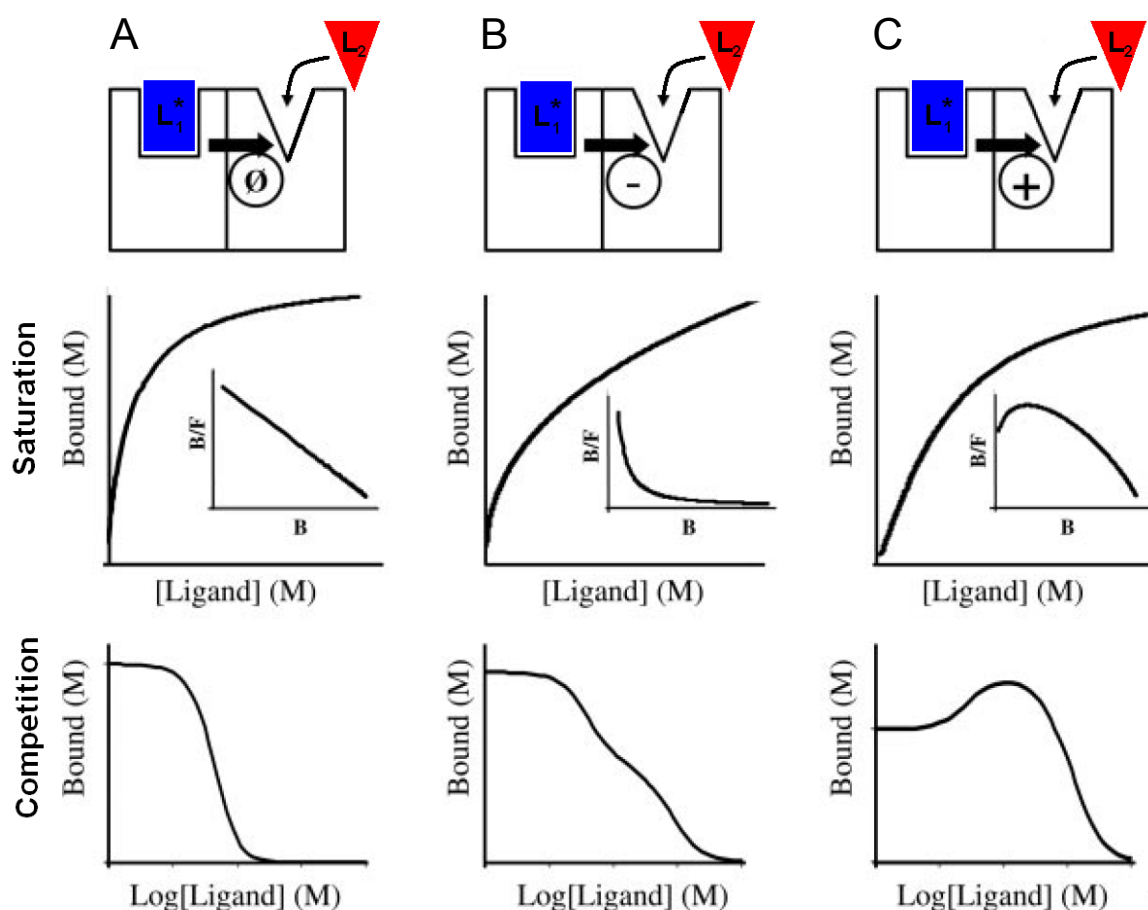 A B C
L2 L2 L2
L1* L1* L1*
Ø - +
Saturation
Bound (M) Bound (M) Bound (M)
B/F B/F B/F
B B B
[Ligand] (M) [Ligand] (M) [Ligand] (M)
Competition
Bound (M) Bound (M) Bound (M)
Log[Ligand] (M) Log[Ligand] (M) Log[Ligand] (M)